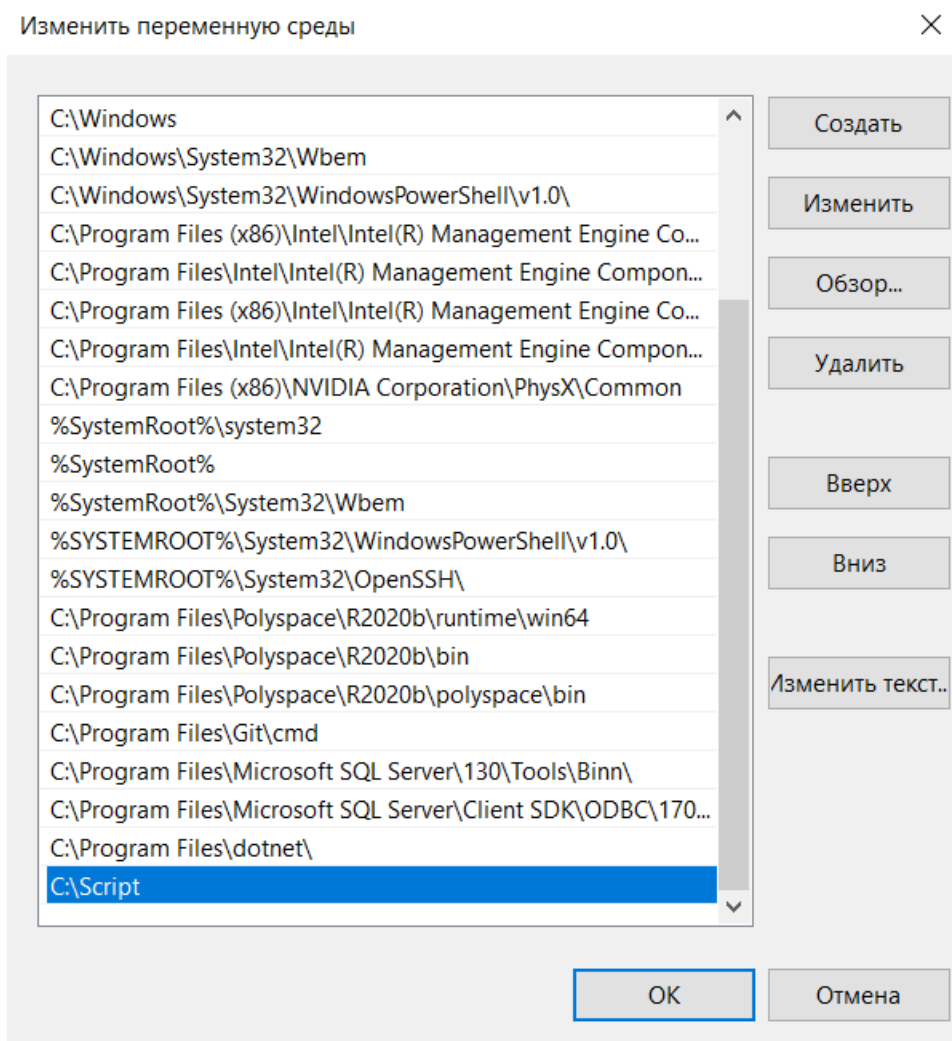 Изменить переменную среды
C:\Windows
C:\Windows\System32\Wbem
C:\Windows\System32\WindowsPowerShell\v1.0\
C:\Program Files (x86)\Intel\Intel(R) Management Engine Co...
C:\Program Files\Intel\Intel(R) Management Engine Compon...
C:\Program Files (x86)\Intel\Intel(R) Management Engine Co...
C:\Program Files\Intel\Intel(R) Management Engine Compon...
C:\Program Files (x86)\NVIDIA Corporation\PhysX\Common
%SystemRoot%\system32
%SystemRoot%
%SystemRoot%\System32\Wbem
%SYSTEMROOT%\System32\WindowsPowerShell\v1.0\
%SYSTEMROOT%\System32\OpenSSH\
C:\Program Files\Polyspace\R2020b\runtime\win64
C:\Program Files\Polyspace\R2020b\bin
C:\Program Files\Polyspace\R2020b\polyspace\bin
C:\Program Files\Git\cmd
C:\Program Files\Microsoft SQL Server\130\Tools\Binn\
C:\Program Files\Microsoft SQL Server\Client SDK\ODBC\170...
C:\Program Files\dotnet\
C:\Script
Создать
Изменить
Обзор...
Удалить
Вверх
Вниз
Изменить текст..
ОК
Отмена